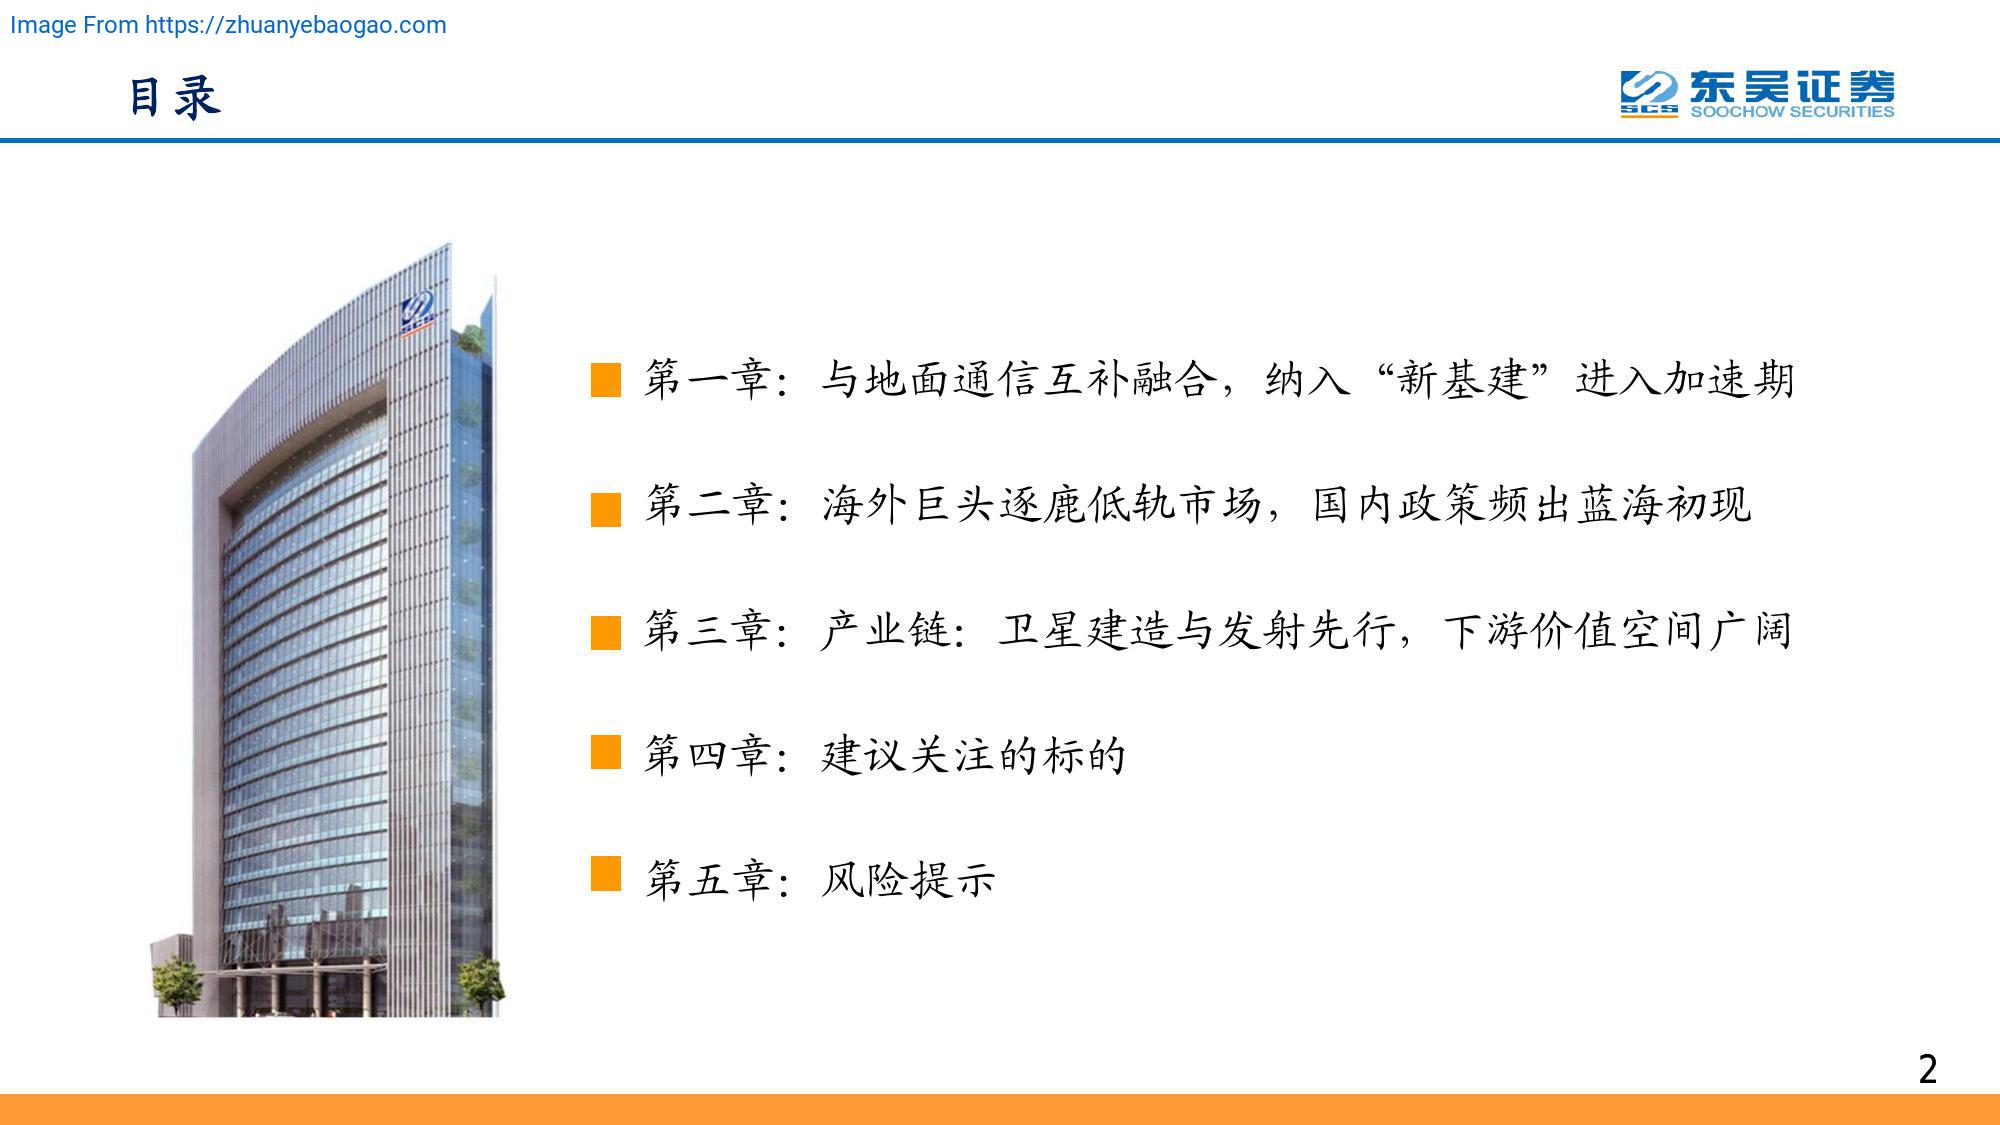 Image From https://zhuanyebaogao.com
目录
东吴证券
SCS
SOOCHOW SECURITIES
SCS
第一章：与地面通信互补融合，纳入“新基建”进入加速期
第二章：海外巨头逐鹿低轨市场，国内政策频出蓝海初现
第三章：产业链：卫星建造与发射先行，下游价值空间广阔
第四章：建议关注的标的
第五章：风险提示
2